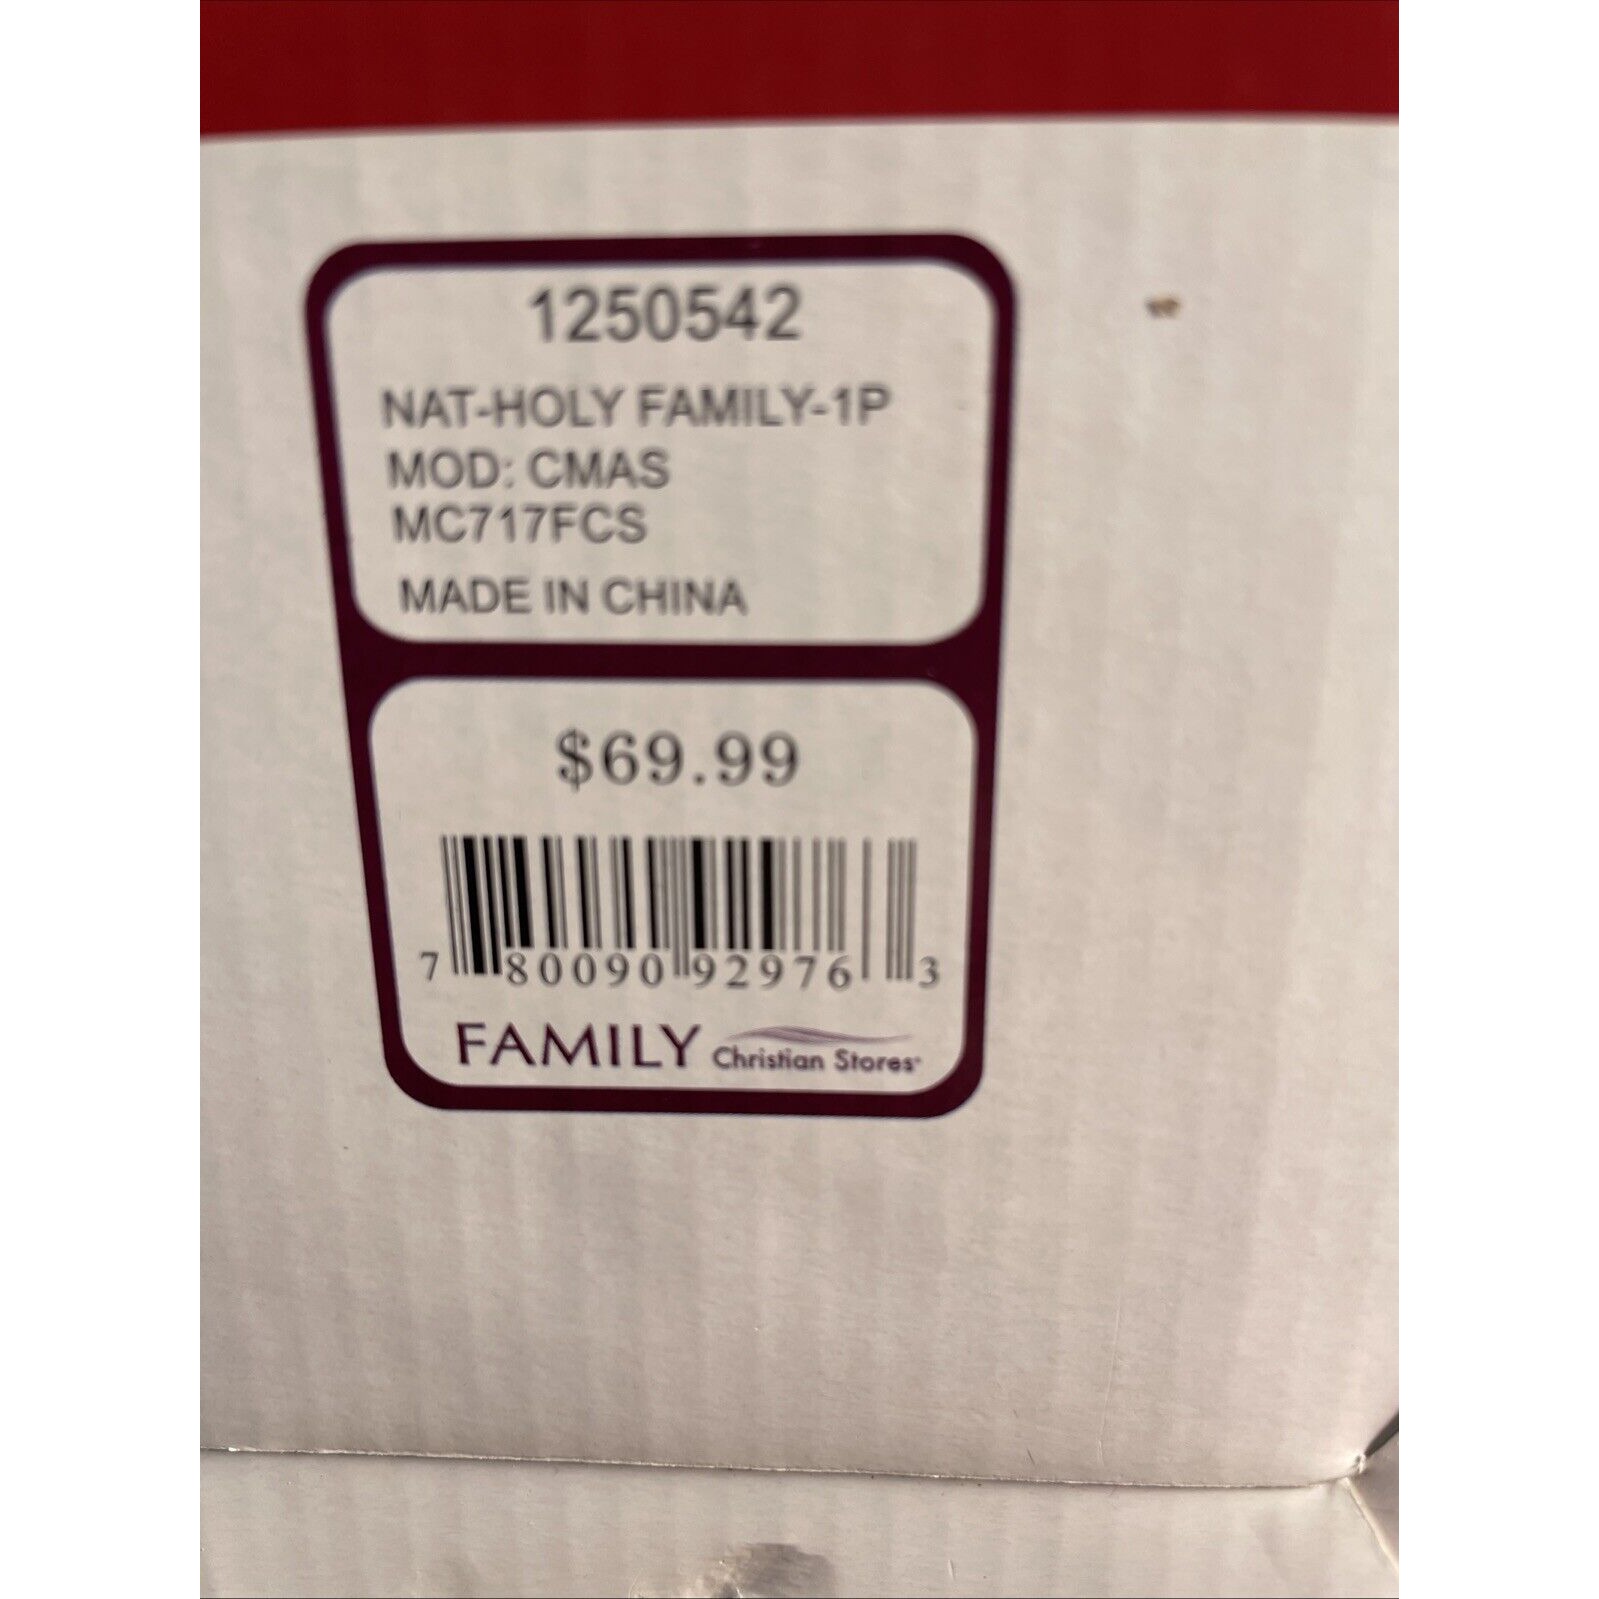 1250542
NAT-HOLY FAMILY-1P
MOD: CMAS
MC717FCS
MADE IN CHINA
$69.99
7 80090 92976 3
FAMILY Christian Stores